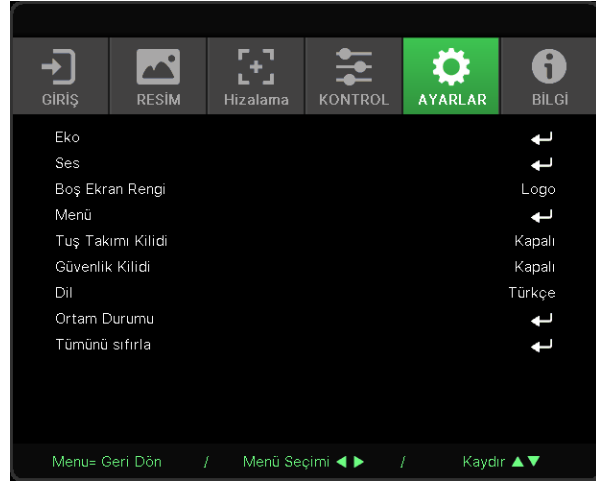 GİRİŞ RESİM Hizalama KONTROL AYARLAR BİLGİ
Eko
Ses
Boş Ekran Rengi Logo
Menü
Tuş Takımı Kilidi Kapalı
Güvenlik Kilidi Kapalı
Dil Türkçe
Ortam Durumu
Tümünü sıfırla
Menu= Geri Dön / Menü Seçimi ◀ ▶ / Kaydır ▲▼